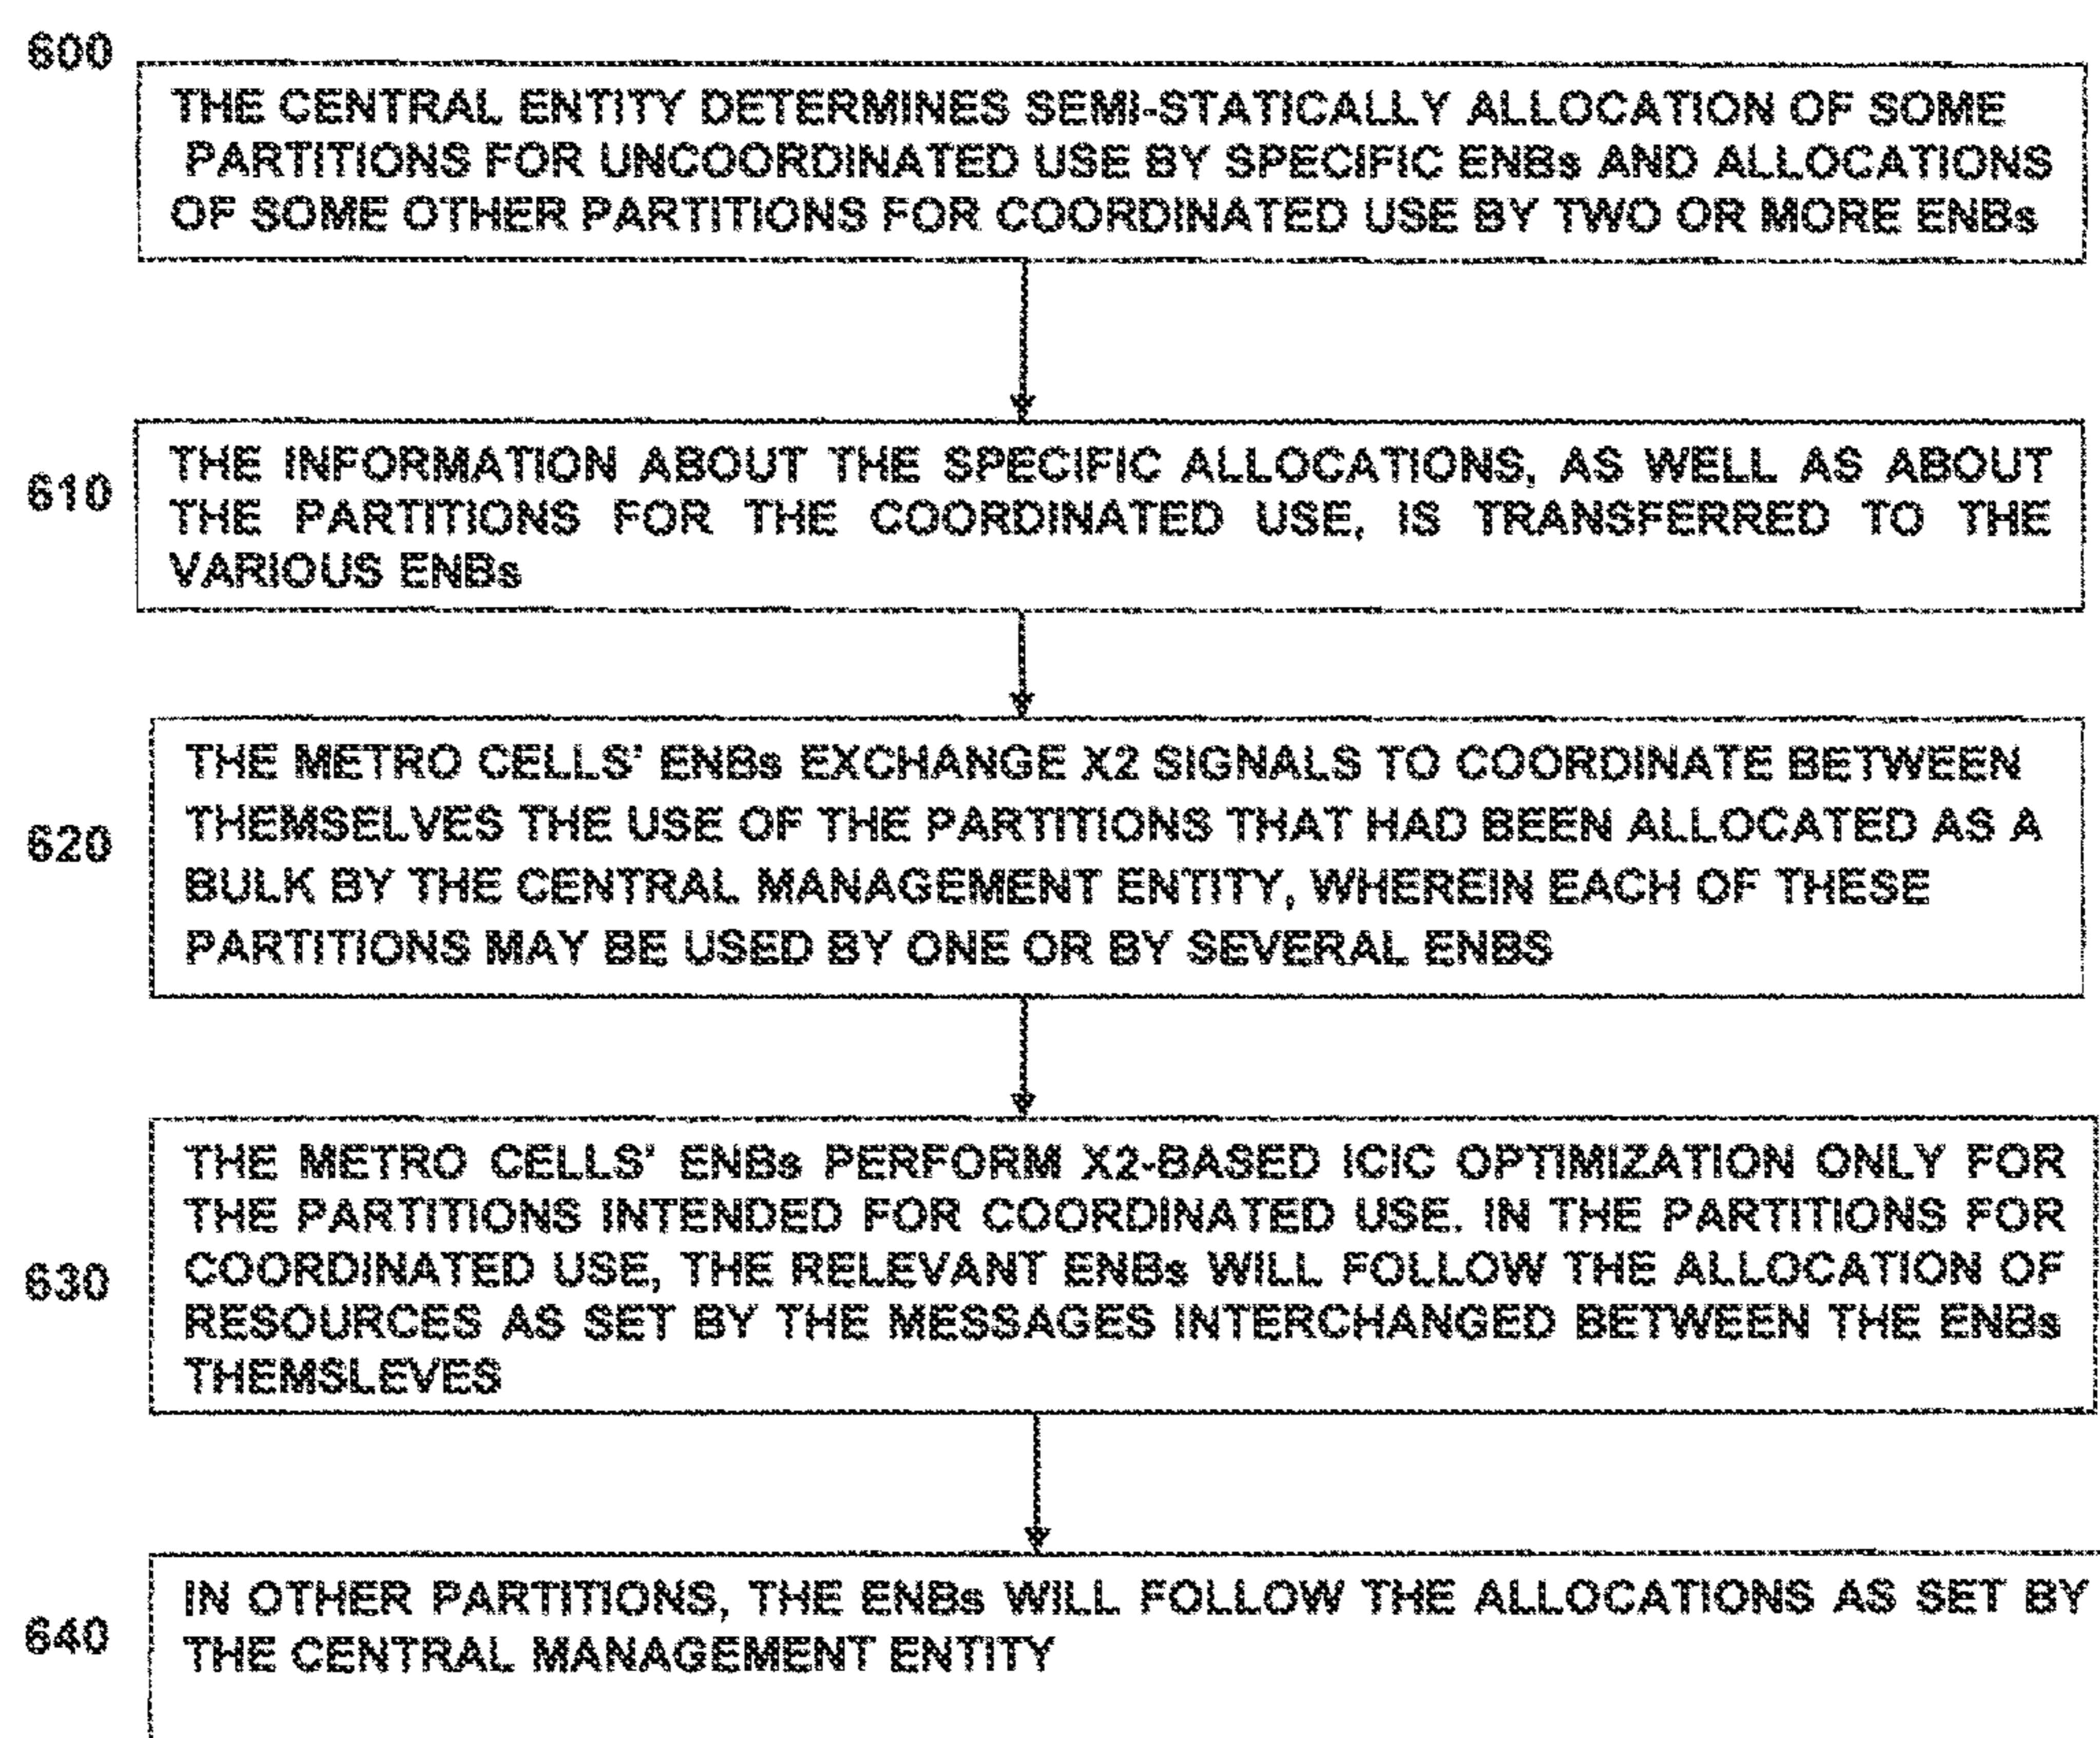 600
THE CENTRAL ENTITY DETERMINES SEMI-STATICALLY ALLOCATION OF SOME
PARTITIONS FOR UNCOORDINATED USE BY SPECIFIC ENBs AND ALLOCATIONS
OF SOME OTHER PARTITIONS FOR COORDINATED USE BY TWO OR MORE ENBs
610
THE INFORMATION ABOUT THE SPECIFIC ALLOCATIONS, AS WELL AS ABOUT
THE PARTITIONS FOR THE COORDINATED USE, IS TRANSFERRED TO THE
VARIOUS ENBs
620
THE METRO CELLS' ENBs EXCHANGE X2 SIGNALS TO COORDINATE BETWEEN
THEMSELVES THE USE OF THE PARTITIONS THAT HAD BEEN ALLOCATED AS A
BULK BY THE CENTRAL MANAGEMENT ENTITY, WHEREIN EACH OF THESE
PARTITIONS MAY BE USED BY ONE OR BY SEVERAL ENBS
630
THE METRO CELLS' ENBs PERFORM X2-BASED ICIC OPTIMIZATION ONLY FOR
THE PARTITIONS INTENDED FOR COORDINATED USE. IN THE PARTITIONS FOR
COORDINATED USE, THE RELEVANT ENBs WILL FOLLOW THE ALLOCATION OF
RESOURCES AS SET BY THE MESSAGES INTERCHANGED BETWEEN THE ENBs
THEMSLEVES
640
IN OTHER PARTITIONS, THE ENBs WILL FOLLOW THE ALLOCATIONS AS SET BY
THE CENTRAL MANAGEMENT ENTITY